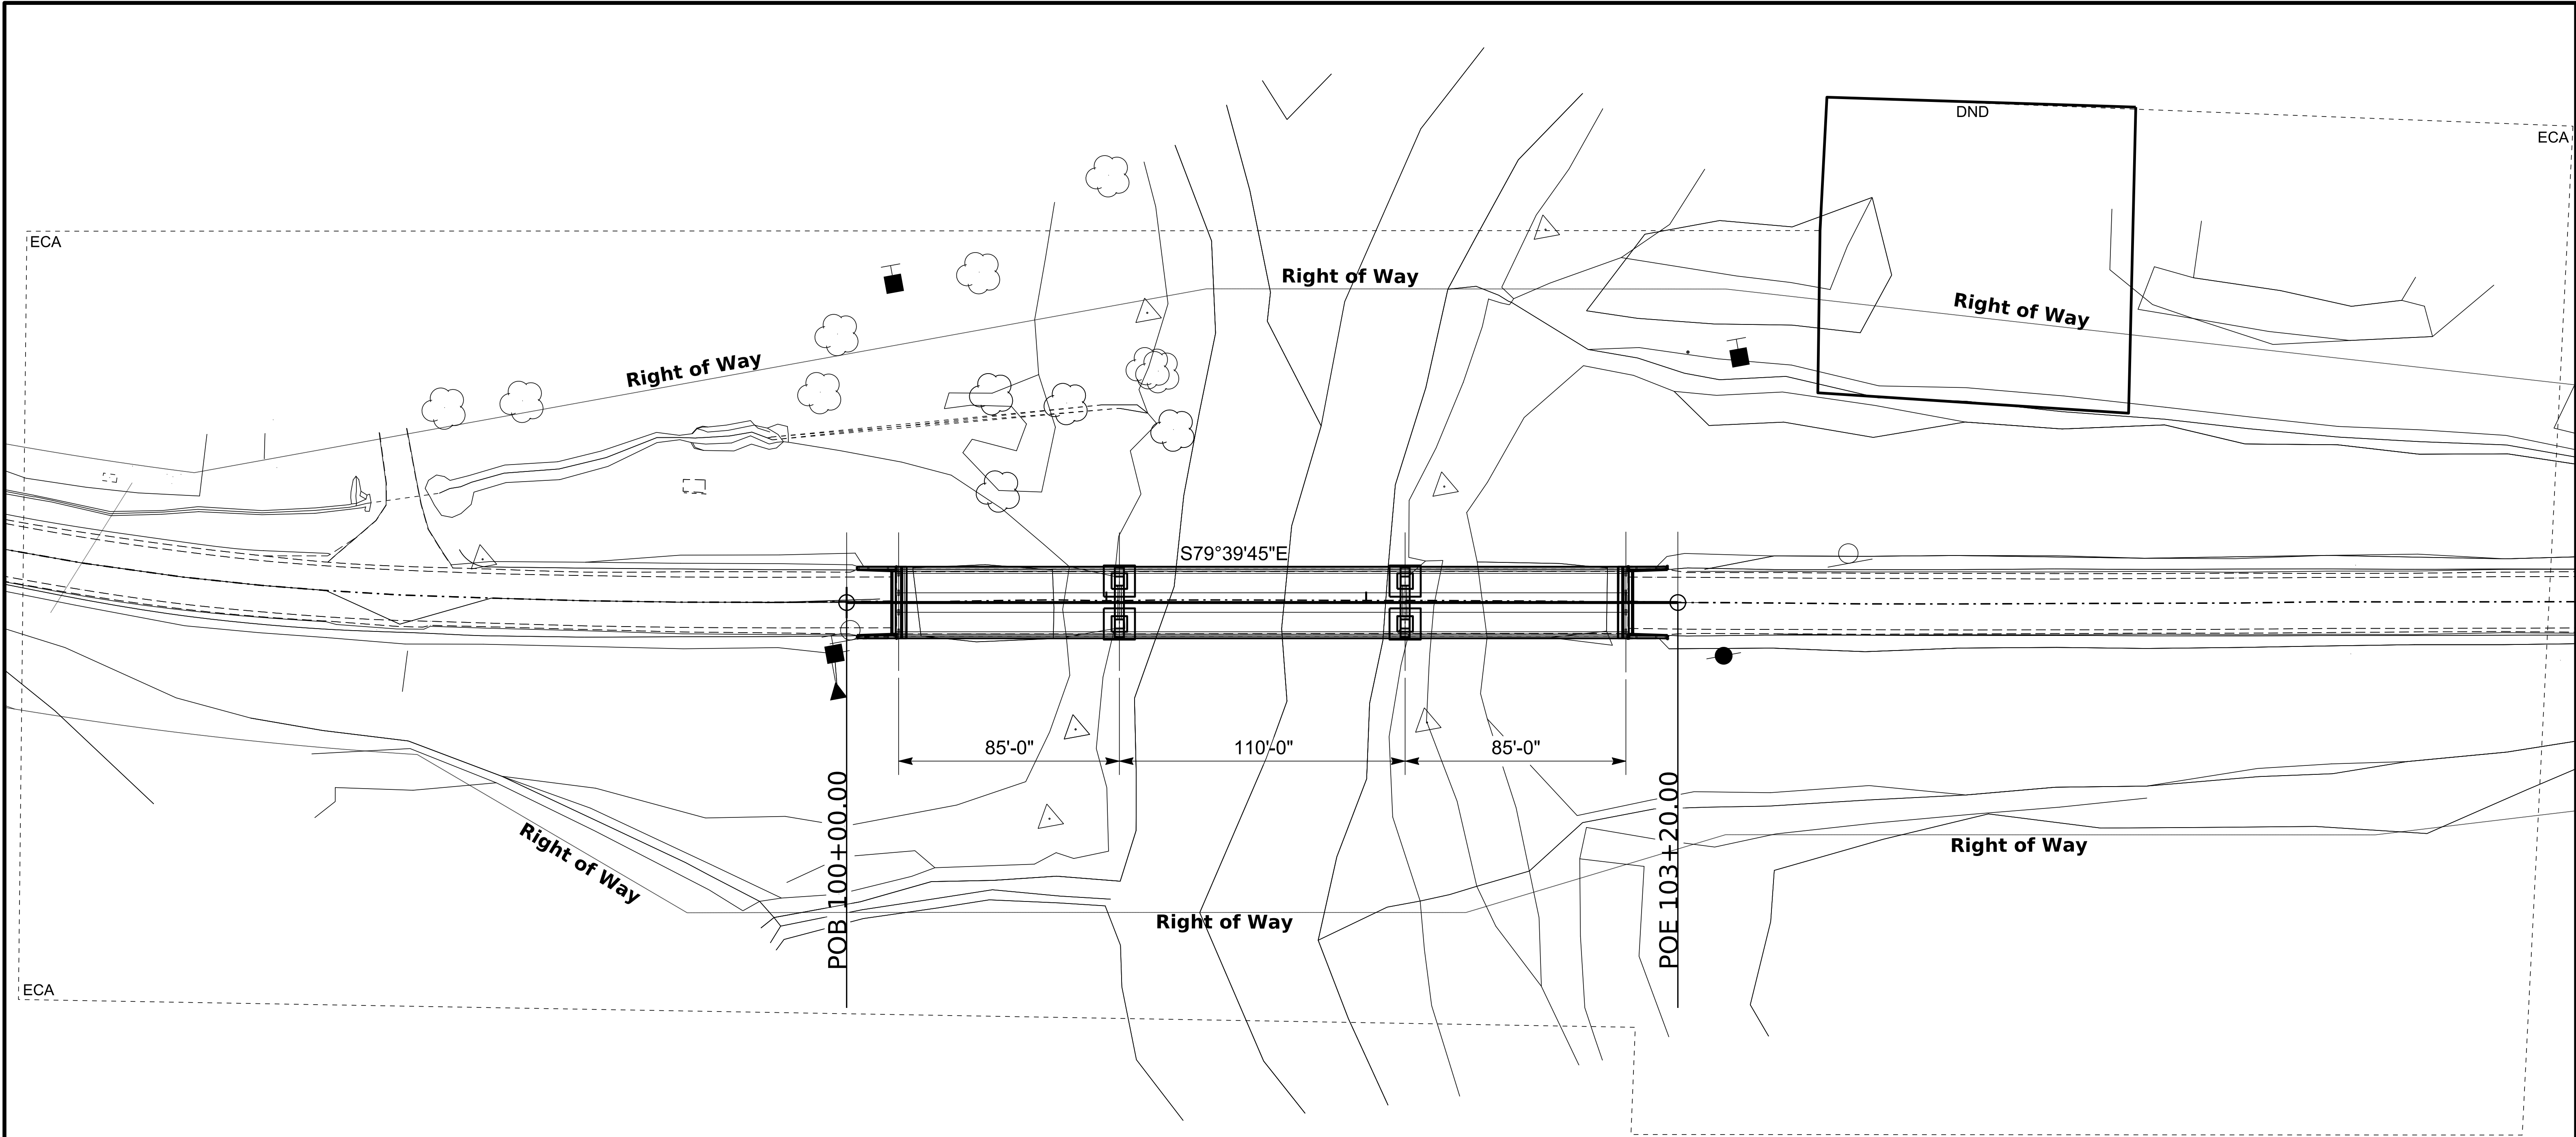 DND
ECA
ECA
Right of Way
Right of Way
Right of Way
S79°39'45"E
85'-0"
110'-0"
85'-0"
POB 100+00.00
POE 103+20.00
Right of Way
Right of Way
Right of Way
ECA